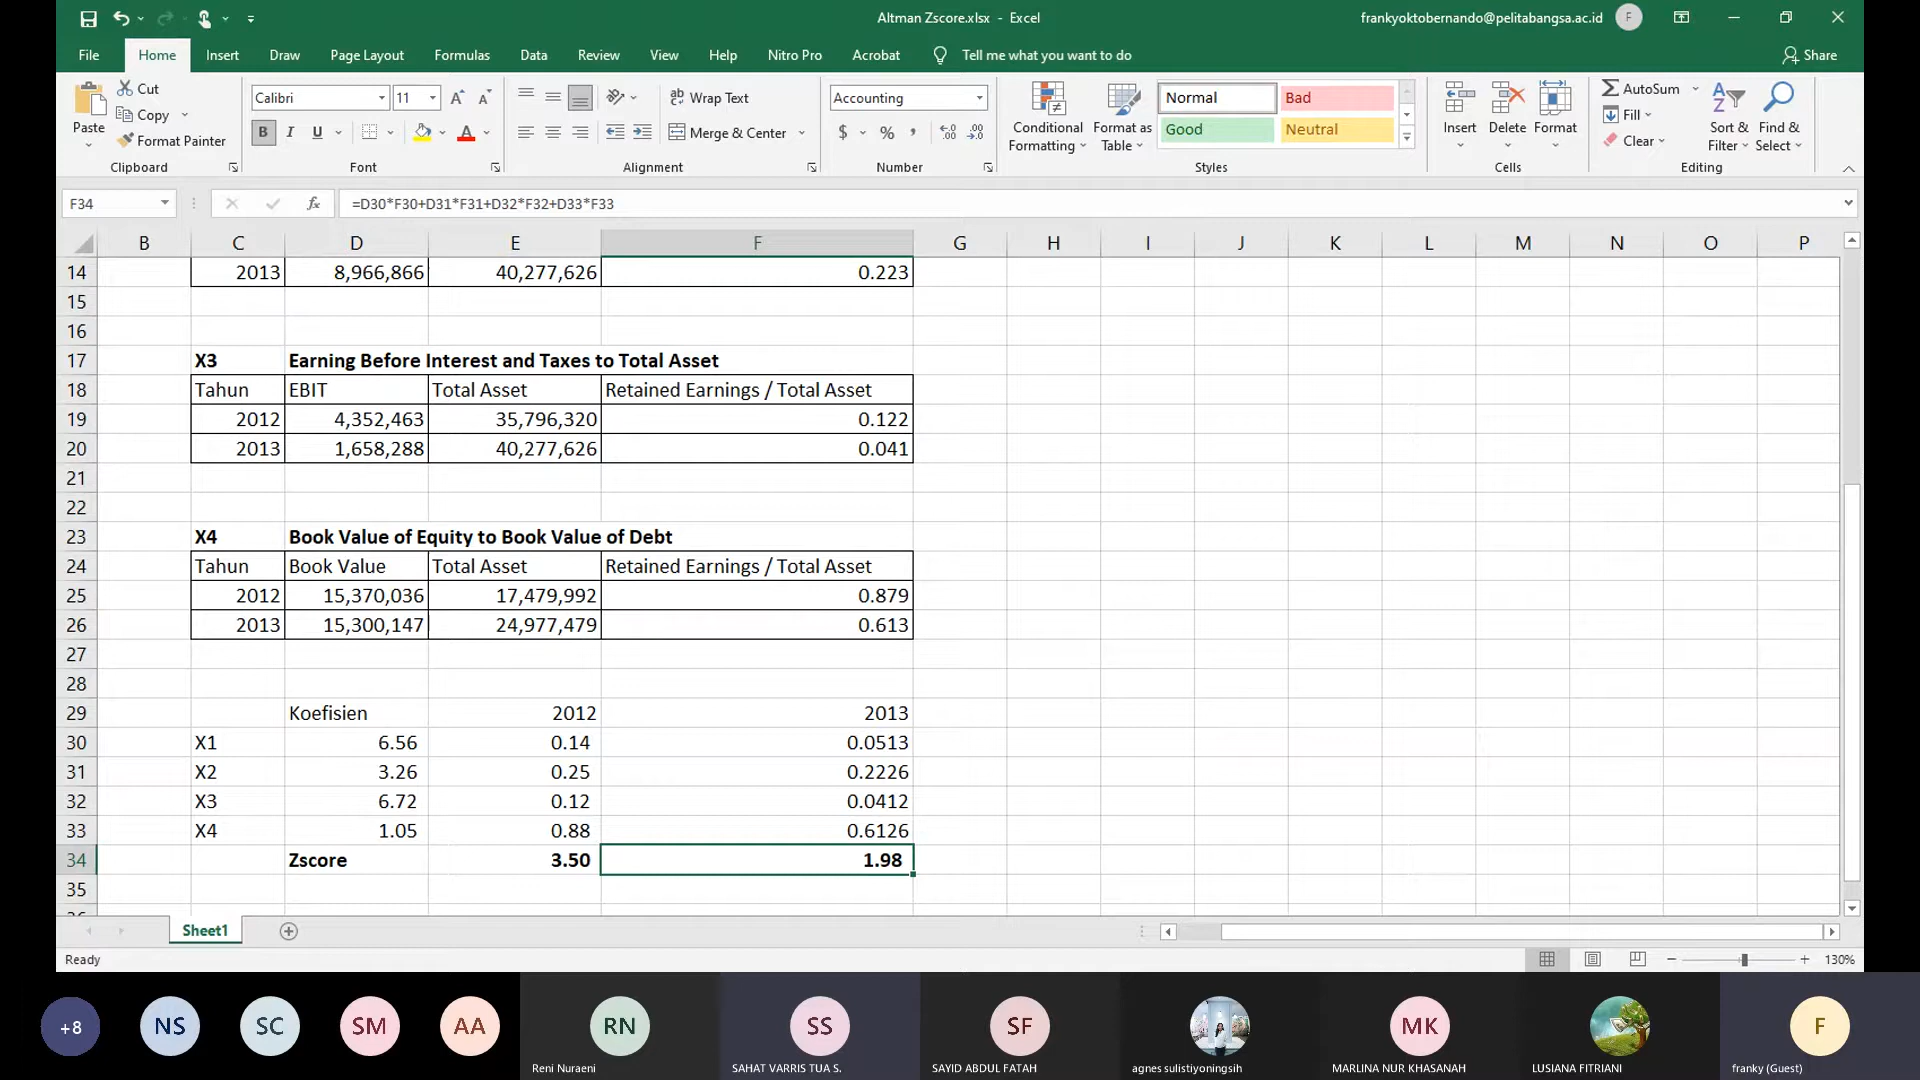 Altman Zscore.xlsx - Excel
frankyoktobernando@pelitabangsa.ac.id
F
File Home Insert Draw Page Layout Formulas Data Review View Help Nitro Pro Acrobat Tell me what you want to do Share
Paste
Cut
Copy
Format Painter
Clipboard
Calibri 11
B I U
Font
Wrap Text
Merge & Center
Alignment
Accounting
$ %
Number
Conditional Formatting
Format as Table
Normal Bad
Good Neutral
Styles
Insert Delete Format
Cells
AutoSum
Fill
Clear
Sort & Filter
Find & Select
Editing
F34 fx =D30*F30+D31*F31+D32*F32+D33*F33
B C D E F G H I J K L M N O P
14 2013 8,966,866 40,277,626 0.223
15
16
17 X3 Earning Before Interest and Taxes to Total Asset
18 Tahun EBIT Total Asset Retained Earnings / Total Asset
19 2012 4,352,463 35,796,320 0.122
20 2013 1,658,288 40,277,626 0.041
21
22
23 X4 Book Value of Equity to Book Value of Debt
24 Tahun Book Value Total Asset Retained Earnings / Total Asset
25 2012 15,370,036 17,479,992 0.879
26 2013 15,300,147 24,977,479 0.613
27
28
29 Koefisien 2012 2013
30 X1 6.56 0.14 0.0513
31 X2 3.26 0.25 0.2226
32 X3 6.72 0.12 0.0412
33 X4 1.05 0.88 0.6126
34 Zscore 3.50 1.98
35
Sheet1
Ready
130%
+8 NS SC SM AA RN SS SF MK F
Reni Nuraeni
SAHAT VARRIS TUA S.
SAYID ABDUL FATAH
agnes sulistiyoningsih
MARLINA NUR KHASANAH
LUSIANA FITRIANI
franky (Guest)